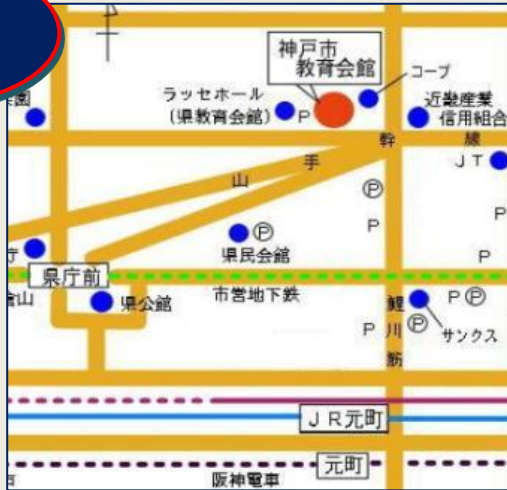 神戸市
教育会館
コープ
ラッセホール
(県教育会館)
P
近畿産業
信用組合
山手幹線
JT
P
P
P
県民会館
P
P
県庁前
市営地下鉄
県公館
鯉川筋
P
P
P
P
サンクス
JR元町
元町
阪神電車